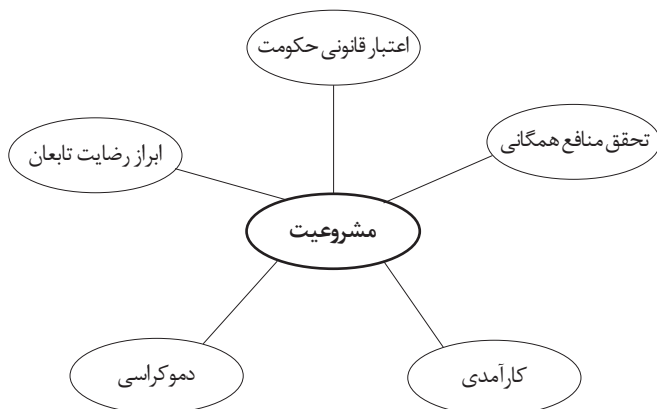 اعتبار قانونی حکومت
تحقق منافع همگانی
ابراز رضایت تابعان
مشروعیت
کارآمدی
دموکراسی